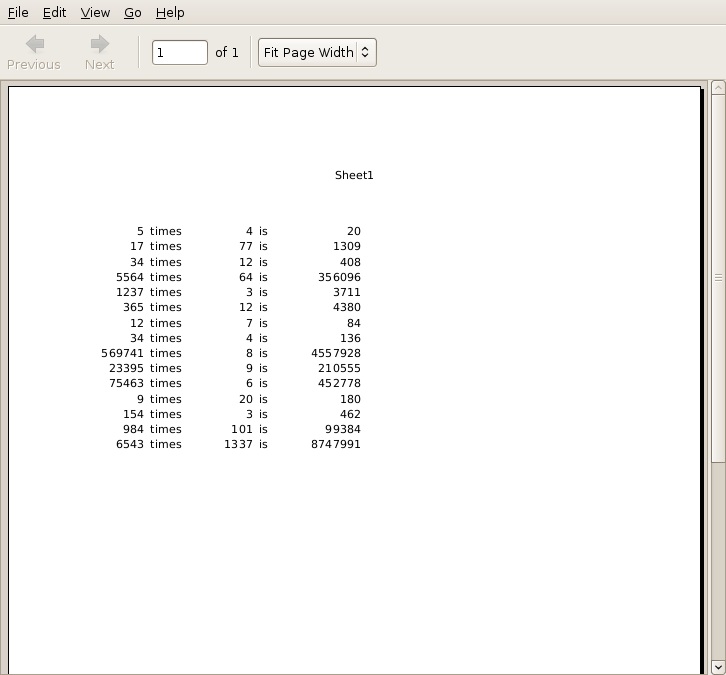 File Edit View Go Help
Previous Next 1 of 1 Fit Page Width
Sheet1
5 times 4 is 20
17 times 77 is 1309
34 times 12 is 408
5564 times 64 is 356096
1237 times 3 is 3711
365 times 12 is 4380
12 times 7 is 84
34 times 4 is 136
569741 times 8 is 4557928
23395 times 9 is 210555
75463 times 6 is 452778
9 times 20 is 180
154 times 3 is 462
984 times 101 is 99384
6543 times 1337 is 8747991